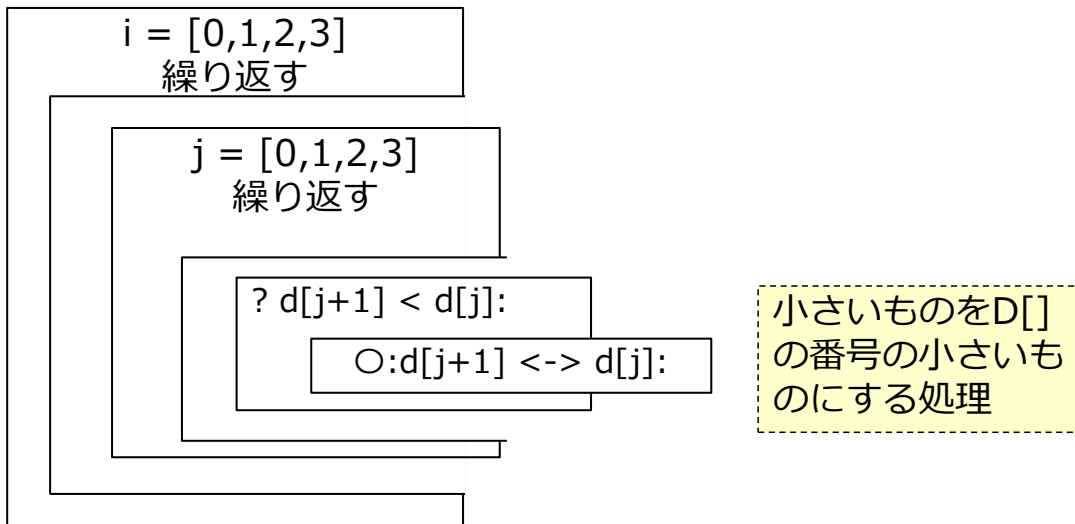 i = [0,1,2,3]
繰り返す
j = [0,1,2,3]
繰り返す
? d[j+1] < d[j]:
〇:d[j+1] <-> d[j]:
小さいものをD[]
の番号の小さいも
のにする処理